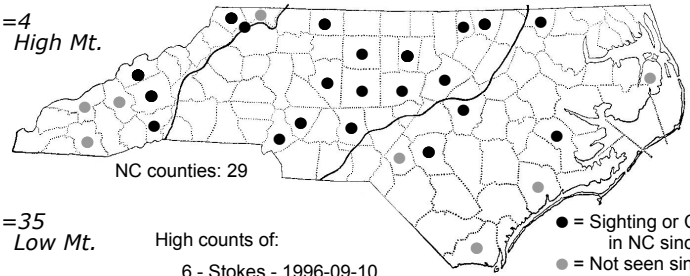 =4
High Mt.
NC counties: 29
=35
Low Mt.
High counts of:
6 - Stokes - 1996-09-10
● = Sighting or
in NC sinc
● = Not seen sin